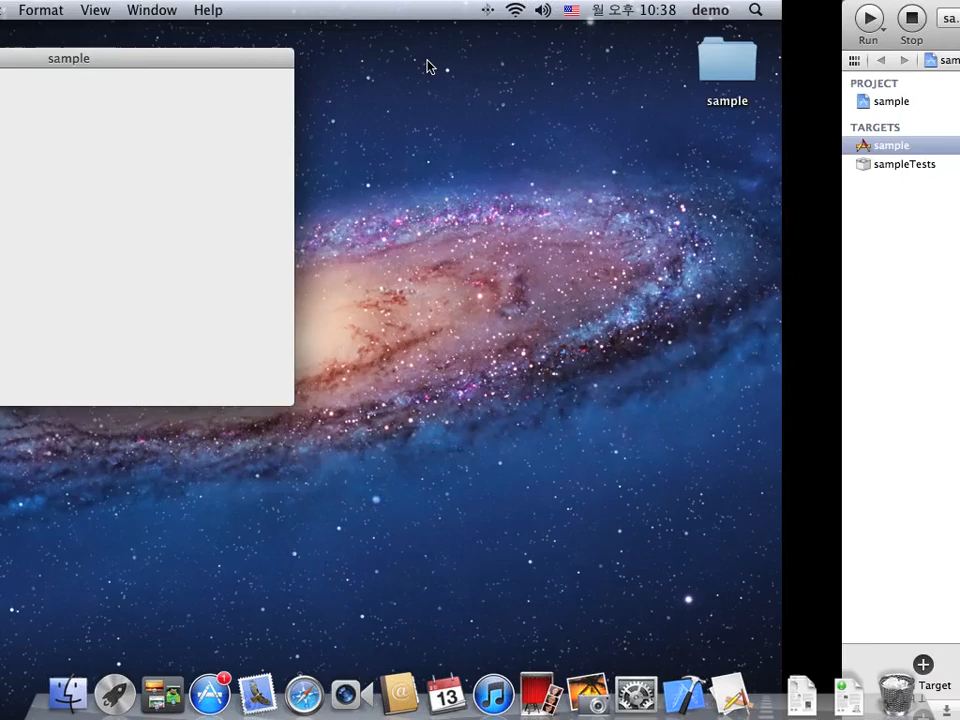 Format View Window Help 월 오후 10:38 demo
sample
sample
Run Stop sa...
sam
PROJECT
sample
TARGETS
sample
sampleTests
1
13
Target